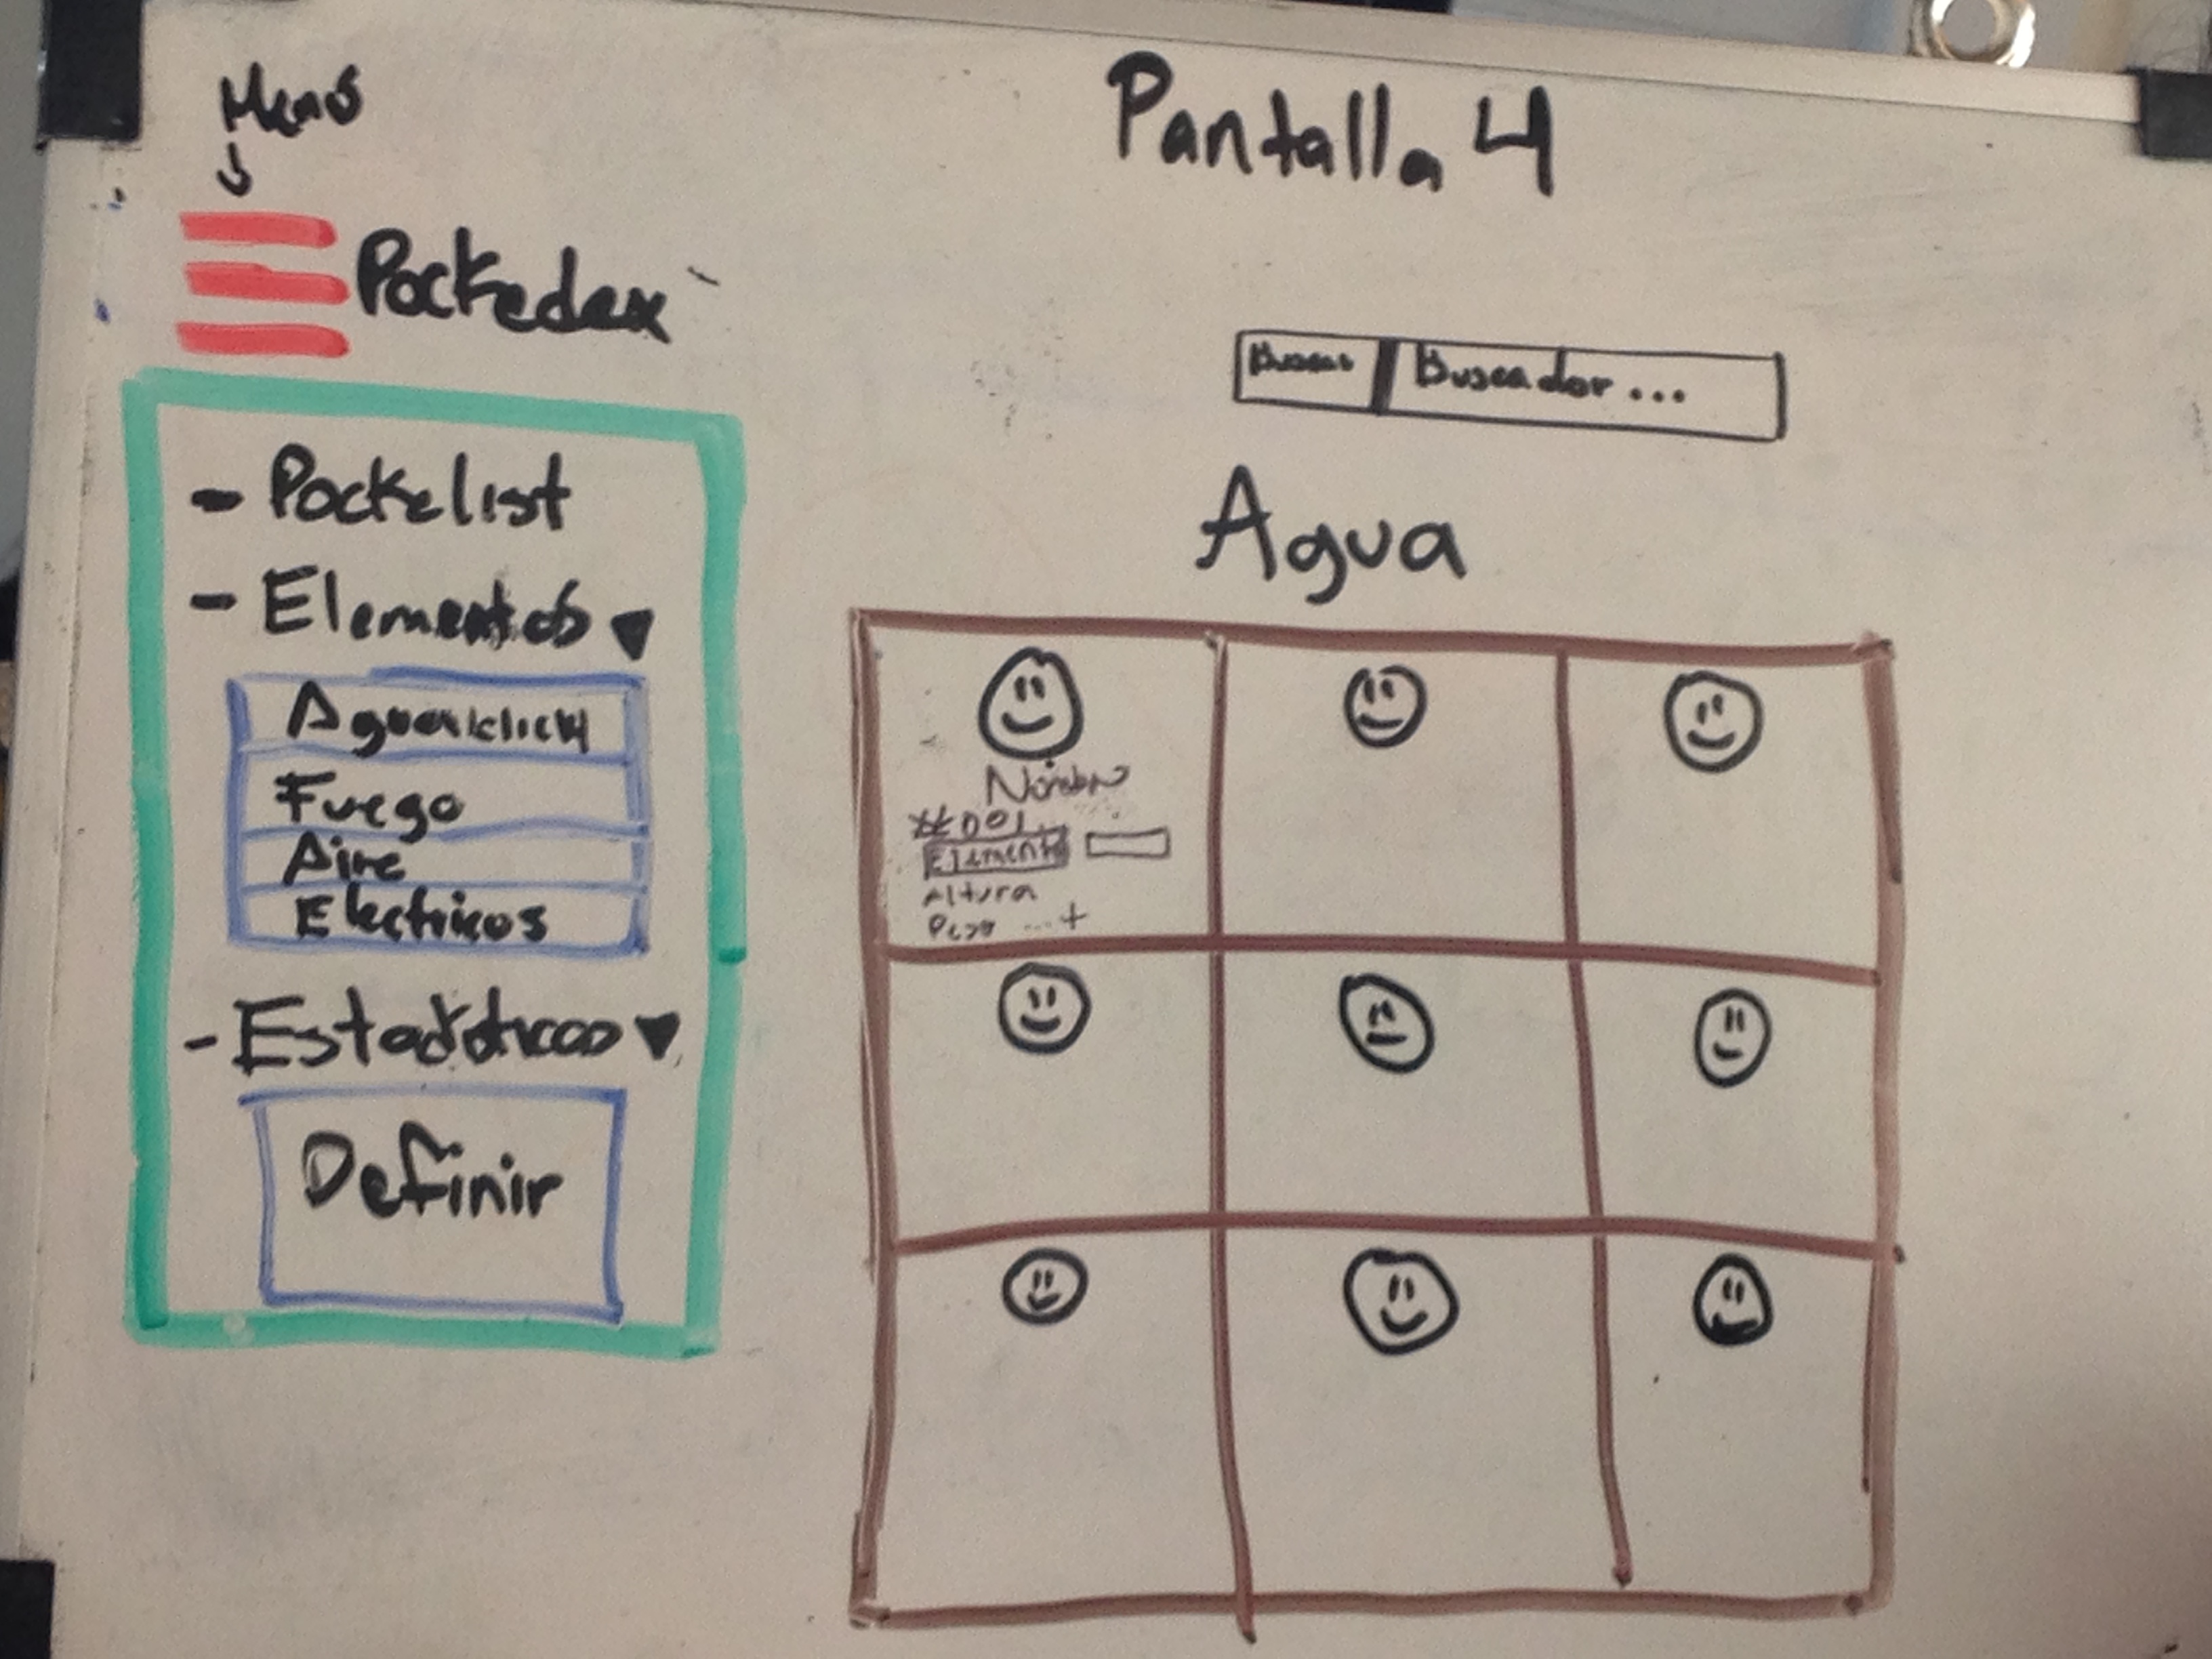 Menú
Pantalla 4
Pockedex
Buscar Buscador ...
- Pockelist
- Elementos
Agua click
Fuego
Aire
Electricos
- Estadisticas
Definir
Agua
Nombre
#001..
Elemento
Altura
Peso ...+